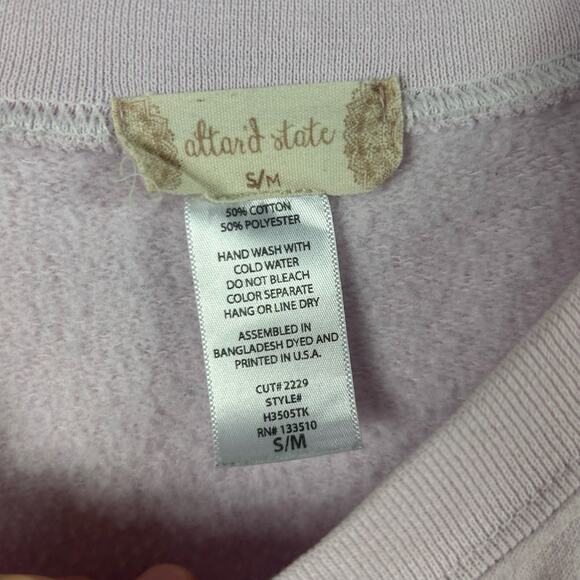 altar'd state
S/M
50% COTTON
50% POLYESTER
HAND WASH WITH
COLD WATER
DO NOT BLEACH
COLOR SEPARATE
HANG OR LINE DRY
ASSEMBLED IN
BANGLADESH DYED AND
PRINTED IN U.S.A.
CUT# 2229
STYLE#
H3505TK
RN# 133510
S/M